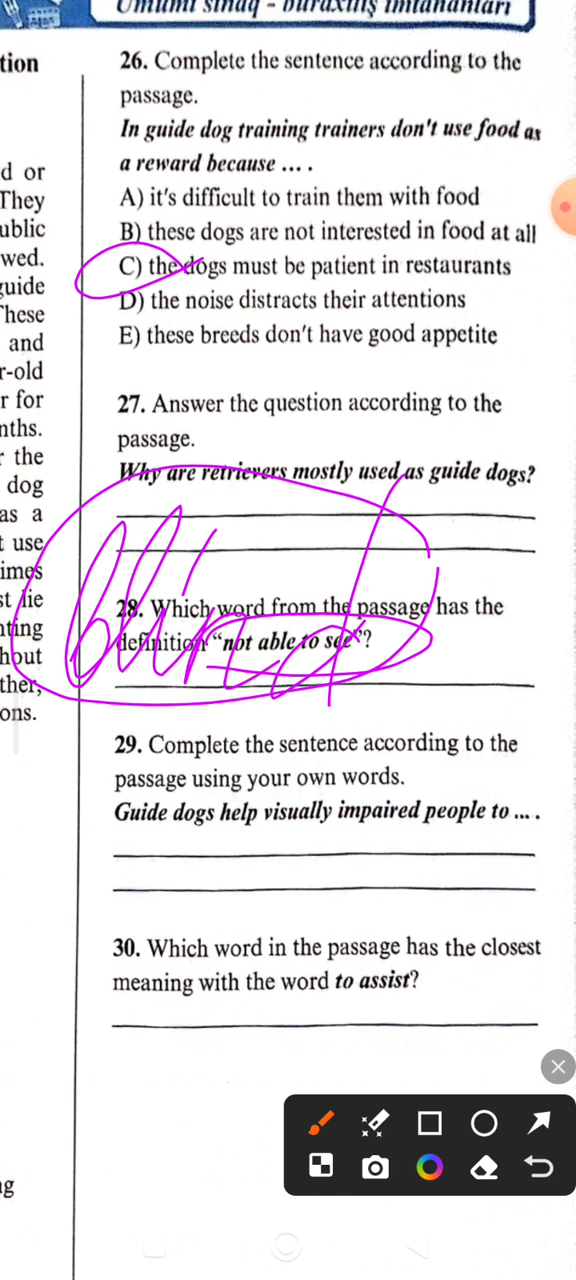 Ümumi sınaq - buraxılış imtahanları
tion
d or
They
ublic
wed.
guide
These
and
r-old
r for
nths.
r the
dog
as a
t use
imes
st lie
nting
hout
ther,
ons.
ng
26. Complete the sentence according to the
passage.
In guide dog training trainers don't use food as
a reward because ... .
A) it's difficult to train them with food
B) these dogs are not interested in food at all
C) the dogs must be patient in restaurants
D) the noise distracts their attentions
E) these breeds don't have good appetite
27. Answer the question according to the
passage.
Why are retrievers mostly used as guide dogs?
blind
28. Which word from the passage has the
definition “not able to see”?
29. Complete the sentence according to the
passage using your own words.
Guide dogs help visually impaired people to ... .
30. Which word in the passage has the closest
meaning with the word to assist?